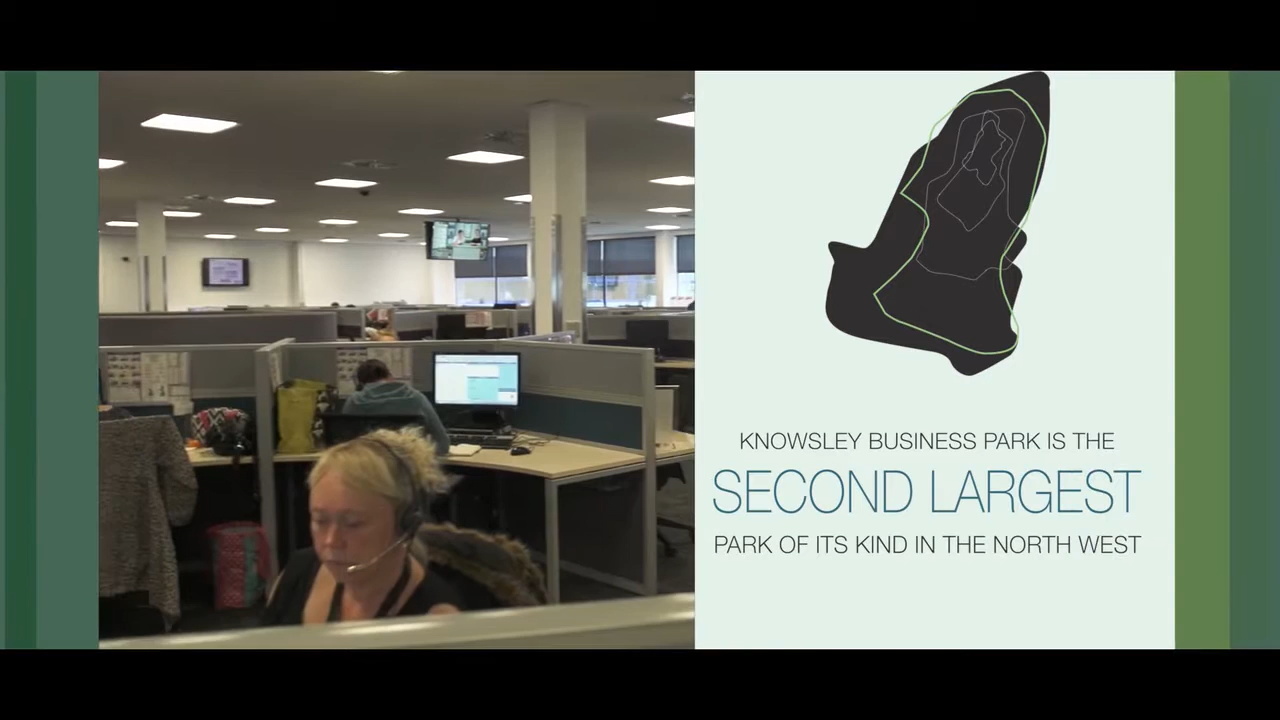 KNOWSLEY BUSINESS PARK IS THE
SECOND LARGEST
PARK OF ITS KIND IN THE NORTH WEST